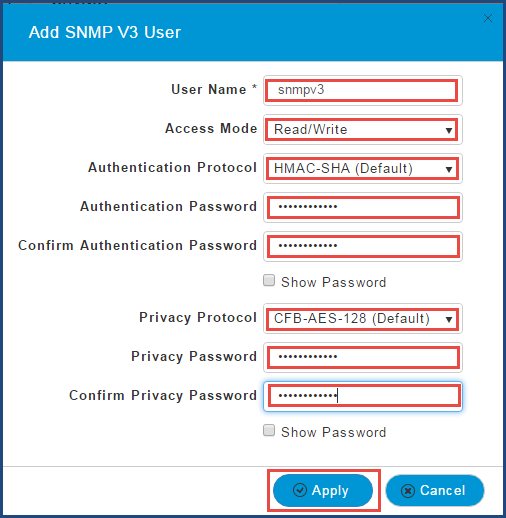 Add SNMP V3 User
User Name * snmpv3
Access Mode Read/Write
Authentication Protocol HMAC-SHA (Default)
Authentication Password ••••••••••••
Confirm Authentication Password ••••••••••••
Show Password
Privacy Protocol CFB-AES-128 (Default)
Privacy Password ••••••••••••
Confirm Privacy Password ••••••••••••
Show Password
Apply Cancel